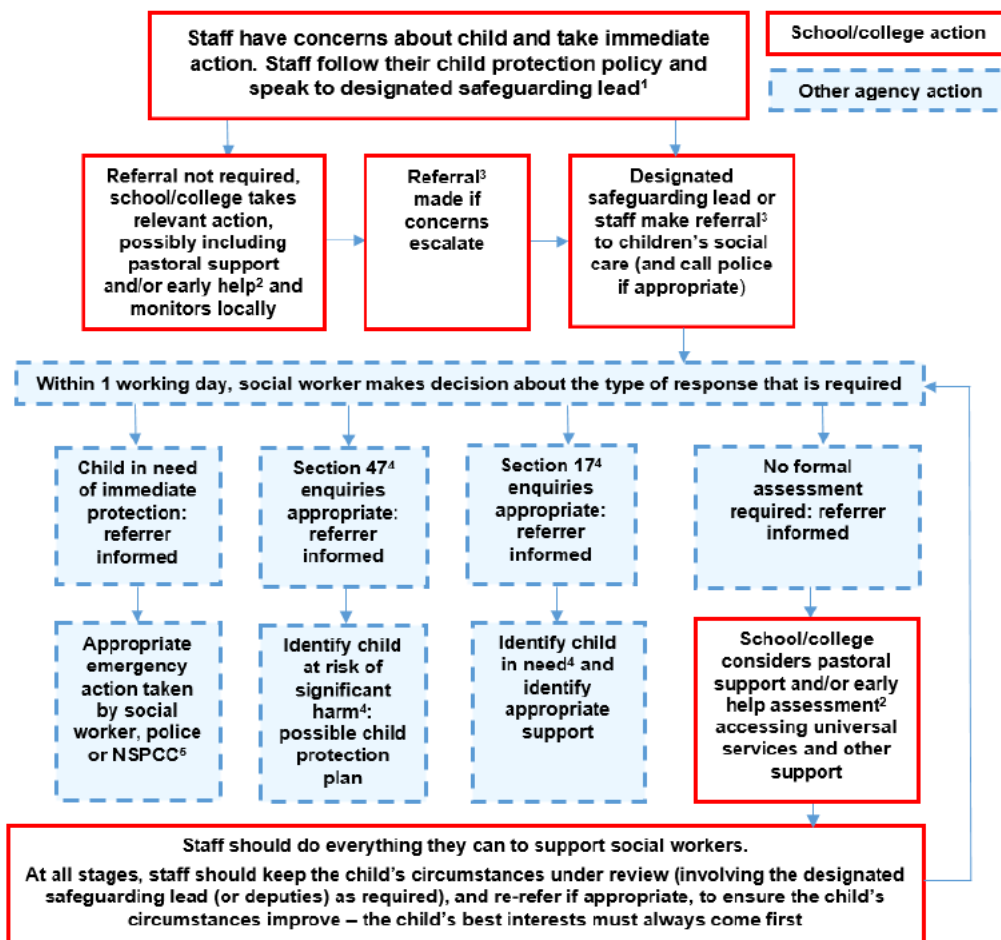 Staff have concerns about child and take immediate
action. Staff follow their child protection policy and
speak to designated safeguarding lead¹
School/college action
Other agency action
Referral not required,
school/college takes
relevant action,
possibly including
pastoral support
and/or early help² and
monitors locally
Referral³
made if
concerns
escalate
Designated
safeguarding lead or
staff make referral³
to children's social
care (and call police
if appropriate)
Within 1 working day, social worker makes decision about the type of response that is required
Child in need
of immediate
protection:
referrer
informed
Section 47⁴
enquiries
appropriate:
referrer
informed
Section 17⁴
enquiries
appropriate:
referrer
informed
No formal
assessment
required: referrer
informed
Appropriate
emergency
action taken
by social
worker, police
or NSPCC⁵
Identify child
at risk of
significant
harm⁴:
possible child
protection
plan
Identify child
in need⁴ and
identify
appropriate
support
School/college
considers pastoral
support and/or early
help assessment²
accessing universal
services and other
support
Staff should do everything they can to support social workers.
At all stages, staff should keep the child's circumstances under review (involving the designated
safeguarding lead (or deputies) as required), and re-refer if appropriate, to ensure the child's
circumstances improve – the child's best interests must always come first